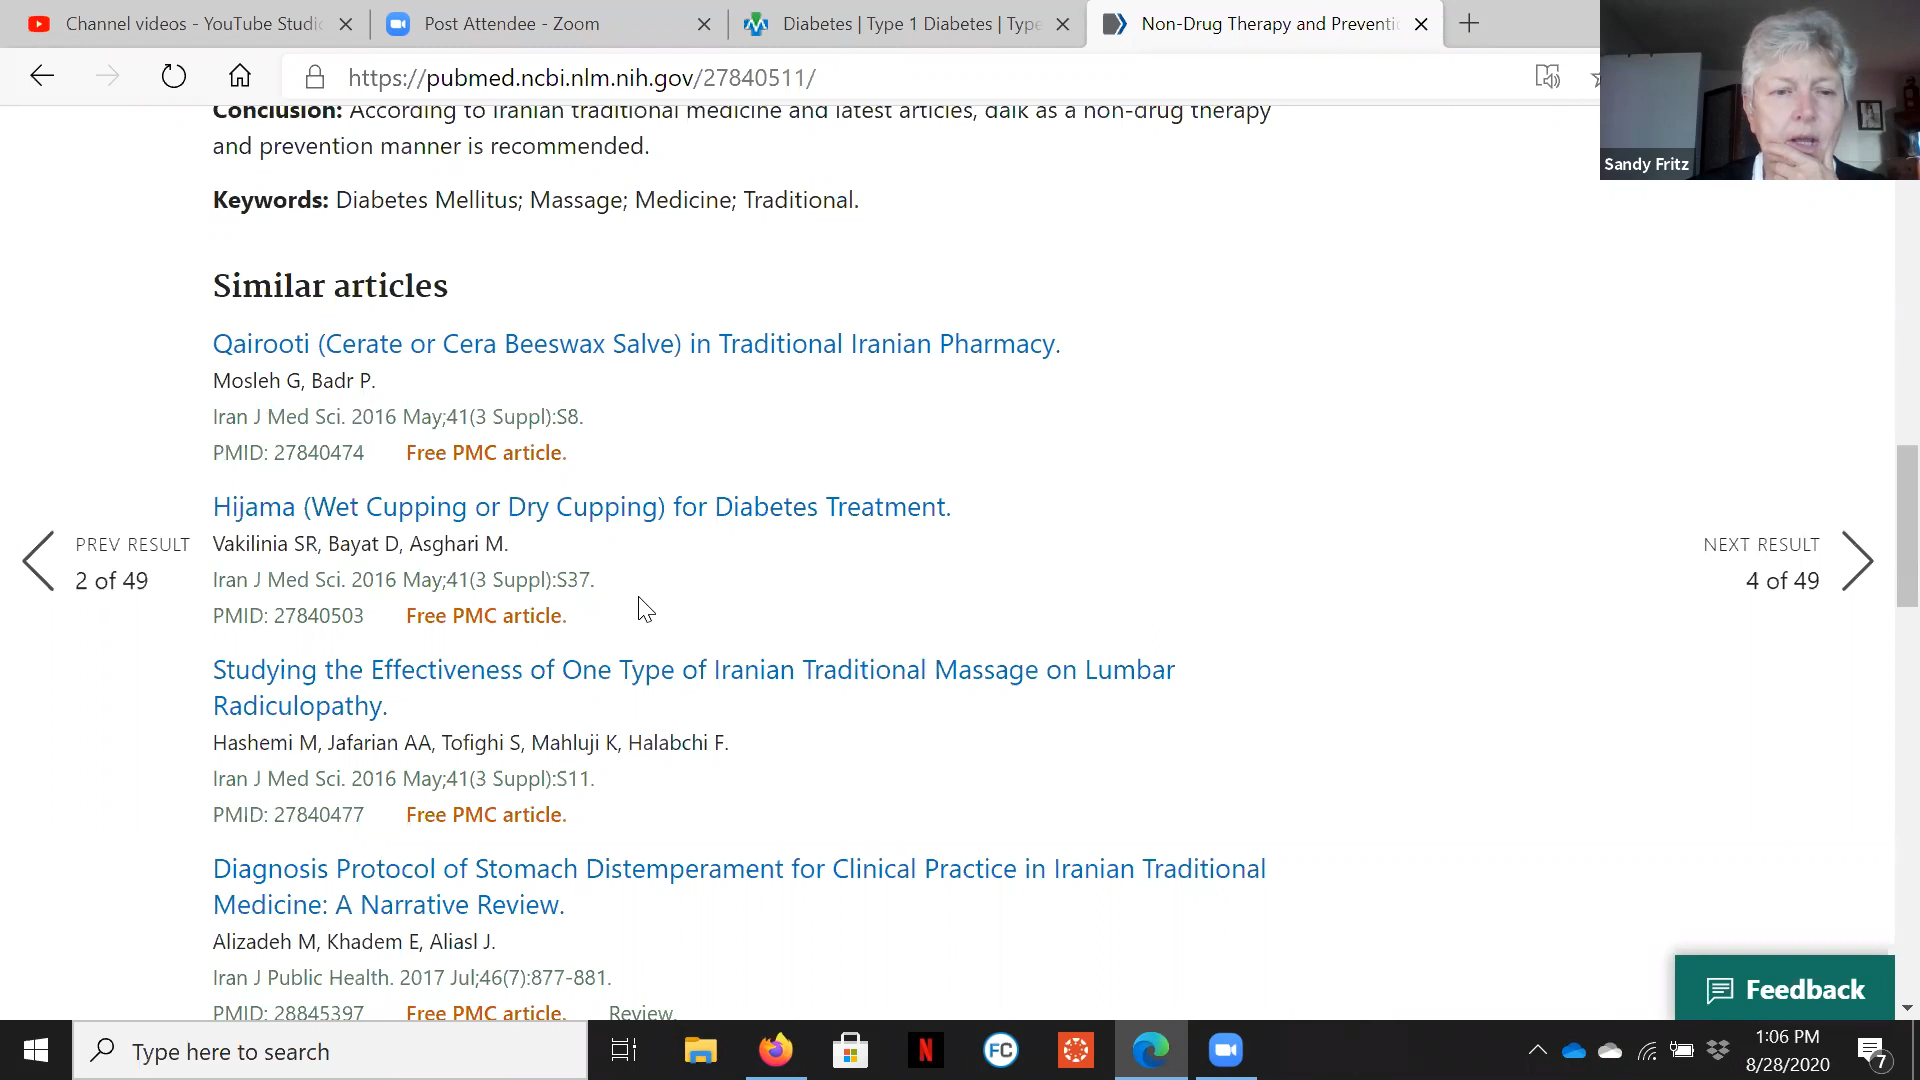 Channel videos - YouTube Studio
Post Attendee - Zoom
Diabetes | Type 1 Diabetes | Type
Non-Drug Therapy and Preventi
https://pubmed.ncbi.nlm.nih.gov/27840511/
Sandy Fritz
Conclusion: According to Iranian traditional medicine and latest articles, dalk as a non-drug therapy
and prevention manner is recommended.
Keywords: Diabetes Mellitus; Massage; Medicine; Traditional.
Similar articles
Qairooti (Cerate or Cera Beeswax Salve) in Traditional Iranian Pharmacy.
Mosleh G, Badr P.
Iran J Med Sci. 2016 May;41(3 Suppl):S8.
PMID: 27840474 Free PMC article.
Hijama (Wet Cupping or Dry Cupping) for Diabetes Treatment.
Vakilinia SR, Bayat D, Asghari M.
Iran J Med Sci. 2016 May;41(3 Suppl):S37.
PMID: 27840503 Free PMC article.
PREV RESULT
2 of 49
NEXT RESULT
4 of 49
Studying the Effectiveness of One Type of Iranian Traditional Massage on Lumbar
Radiculopathy.
Hashemi M, Jafarian AA, Tofighi S, Mahluji K, Halabchi F.
Iran J Med Sci. 2016 May;41(3 Suppl):S11.
PMID: 27840477 Free PMC article.
Diagnosis Protocol of Stomach Distemperament for Clinical Practice in Iranian Traditional
Medicine: A Narrative Review.
Alizadeh M, Khadem E, Aliasl J.
Iran J Public Health. 2017 Jul;46(7):877-881.
PMID: 28845397 Free PMC article. Review.
Feedback
Type here to search
N
FC
1:06 PM
8/28/2020
7